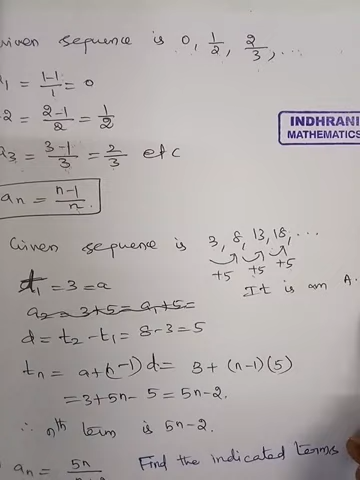 given sequence is 0, 1/2, 2/3, ...
1 = (1-1)/1 = 0
2 = (2-1)/2 = 1/2
a3 = (3-1)/3 = 2/3 etc
an = (n-1)/n.
INDHRANI
MATHEMATICS
Given sequence is 3, 8, 13, 18, ...
+5 +5 +5
t1 = 3 = a
It is an A.
a2 = 3+5 = a1+5=
d = t2 - t1 = 8-3 = 5
tn = a+(n-1)d = 3 + (n-1)(5)
= 3+5n-5 = 5n-2.
∴ nth term is 5n-2.
an = 5n Find the indicated terms